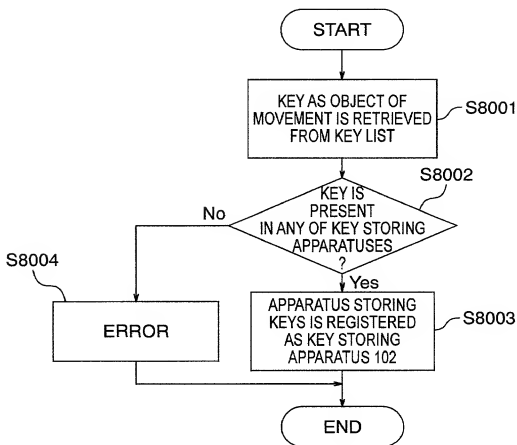 START
KEY AS OBJECT OF
MOVEMENT IS RETRIEVED
FROM KEY LIST
S8001
S8002
KEY IS
PRESENT
IN ANY OF KEY STORING
APPARATUSES
?
No
Yes
S8004
ERROR
APPARATUS STORING
KEYS IS REGISTERED
AS KEY STORING
APPARATUS 102
S8003
END